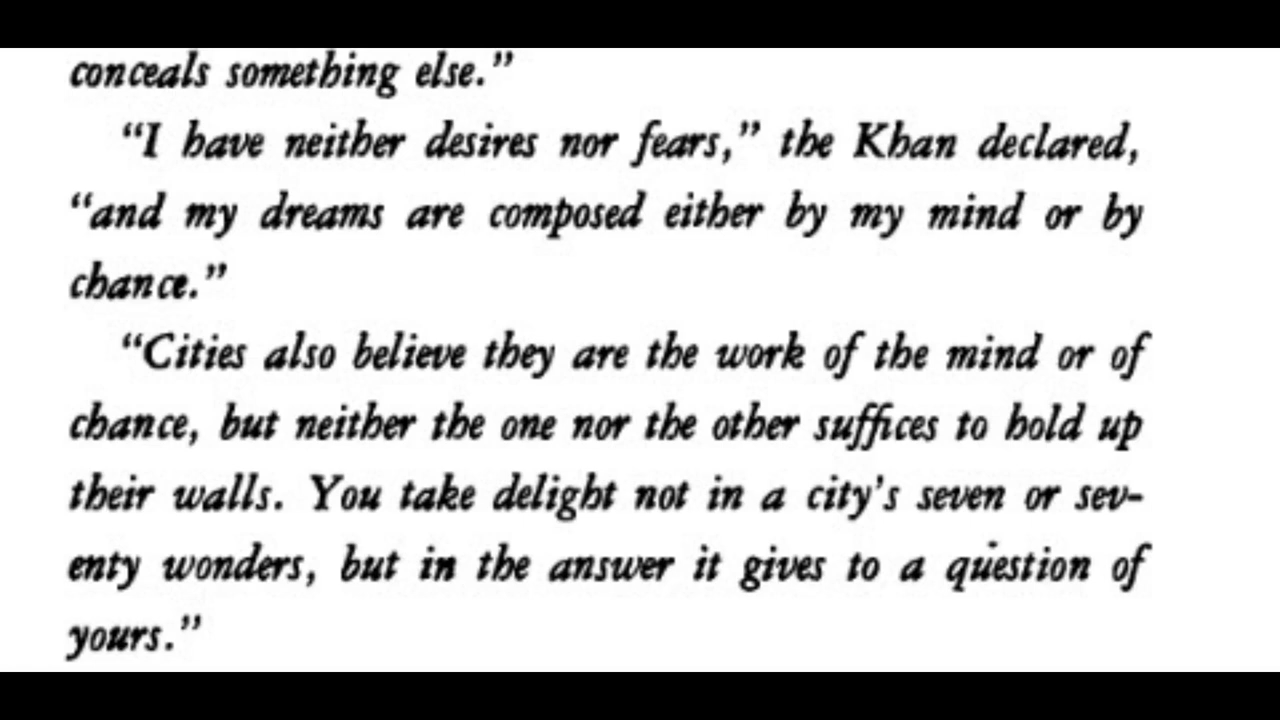 conceals something else.”
“I have neither desires nor fears,” the Khan declared,
“and my dreams are composed either by my mind or by
chance.”
“Cities also believe they are the work of the mind or of
chance, but neither the one nor the other suffices to hold up
their walls. You take delight not in a city’s seven or sev-
enty wonders, but in the answer it gives to a question of
yours.”